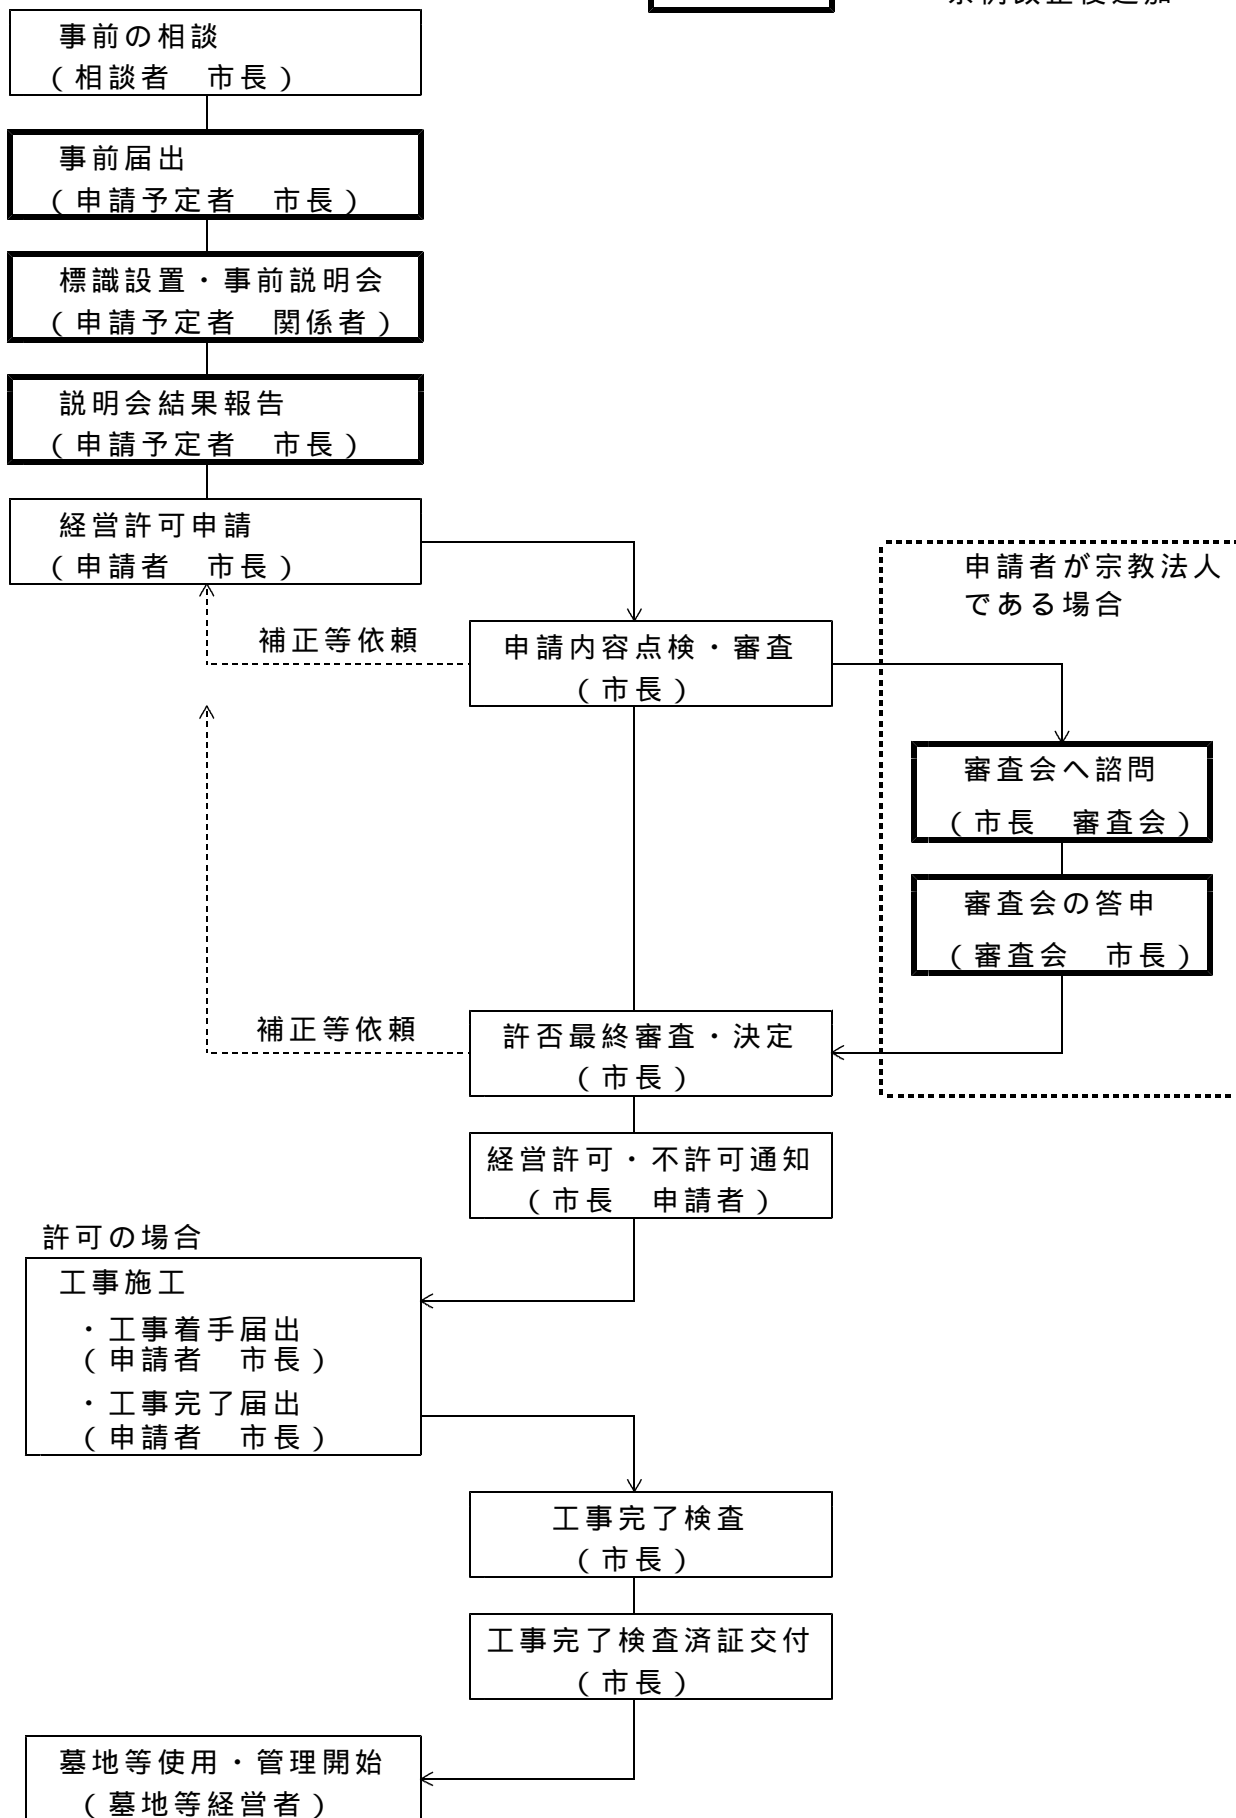 事前の相談
(相談者　市長)
事前届出
(申請予定者　市長)
標識設置・事前説明会
(申請予定者　関係者)
説明会結果報告
(申請予定者　市長)
経営許可申請
(申請者　市長)
申請者が宗教法人
である場合
補正等依頼
申請内容点検・審査
(市長)
審査会へ諮問
(市長　審査会)
審査会の答申
(審査会　市長)
補正等依頼
許否最終審査・決定
(市長)
経営許可・不許可通知
(市長　申請者)
許可の場合
工事施工
・工事着手届出
(申請者　市長)
・工事完了届出
(申請者　市長)
工事完了検査
(市長)
工事完了検査済証交付
(市長)
墓地等使用・管理開始
(墓地等経営者)